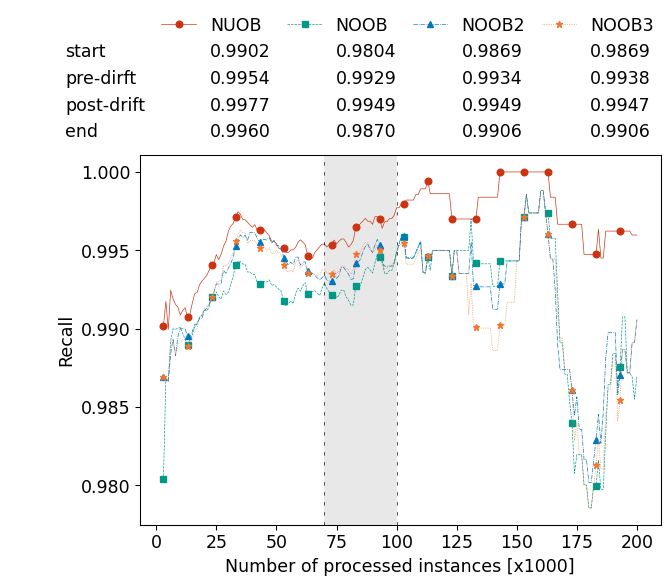 NUOB NOOB NOOB2 NOOB3
start 0.9902 0.9804 0.9869 0.9869
pre-dirft 0.9954 0.9929 0.9934 0.9938
post-drift 0.9977 0.9949 0.9949 0.9947
end 0.9960 0.9870 0.9906 0.9906
1.000
0.995
0.990
0.985
0.980
Recall
0 25 50 75 100 125 150 175 200
Number of processed instances [x1000]